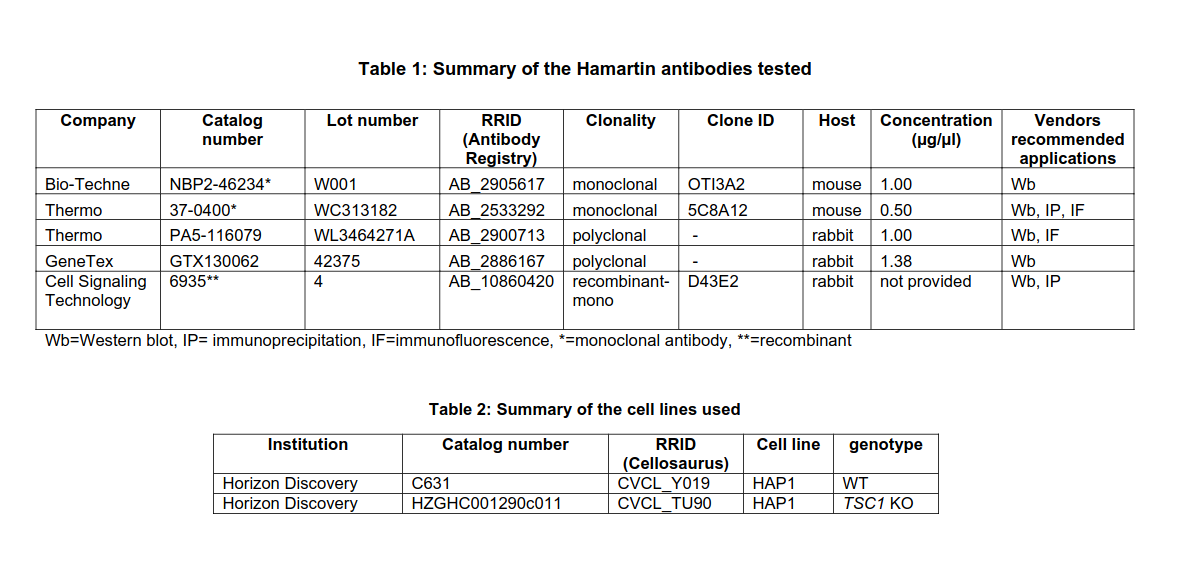 Table 1: Summary of the Hamartin antibodies tested
Company Catalog number Lot number RRID (Antibody Registry) Clonality Clone ID Host Concentration (µg/µl) Vendors recommended applications
Bio-Techne NBP2-46234* W001 AB_2905617 monoclonal OTI3A2 mouse 1.00 Wb
Thermo 37-0400* WC313182 AB_2533292 monoclonal 5C8A12 mouse 0.50 Wb, IP, IF
Thermo PA5-116079 WL3464271A AB_2900713 polyclonal - rabbit 1.00 Wb, IF
GeneTex GTX130062 42375 AB_2886167 polyclonal - rabbit 1.38 Wb
Cell Signaling Technology 6935** 4 AB_10860420 recombinant-mono D43E2 rabbit not provided Wb, IP
Wb=Western blot, IP= immunoprecipitation, IF=immunofluorescence, *=monoclonal antibody, **=recombinant
Table 2: Summary of the cell lines used
Institution Catalog number RRID (Cellosaurus) Cell line genotype
Horizon Discovery C631 CVCL_Y019 HAP1 WT
Horizon Discovery HZGHC001290c011 CVCL_TU90 HAP1 TSC1 KO